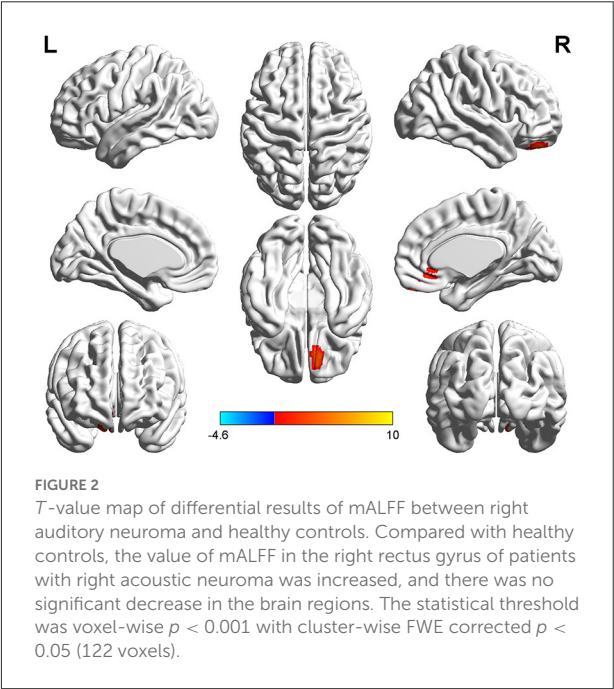 L
R
-4.6
10
FIGURE 2
T-value map of differential results of mALFF between right
auditory neuroma and healthy controls. Compared with healthy
controls, the value of mALFF in the right rectus gyrus of patients
with right acoustic neuroma was increased, and there was no
significant decrease in the brain regions. The statistical threshold
was voxel-wise p < 0.001 with cluster-wise FWE corrected p <
0.05 (122 voxels).